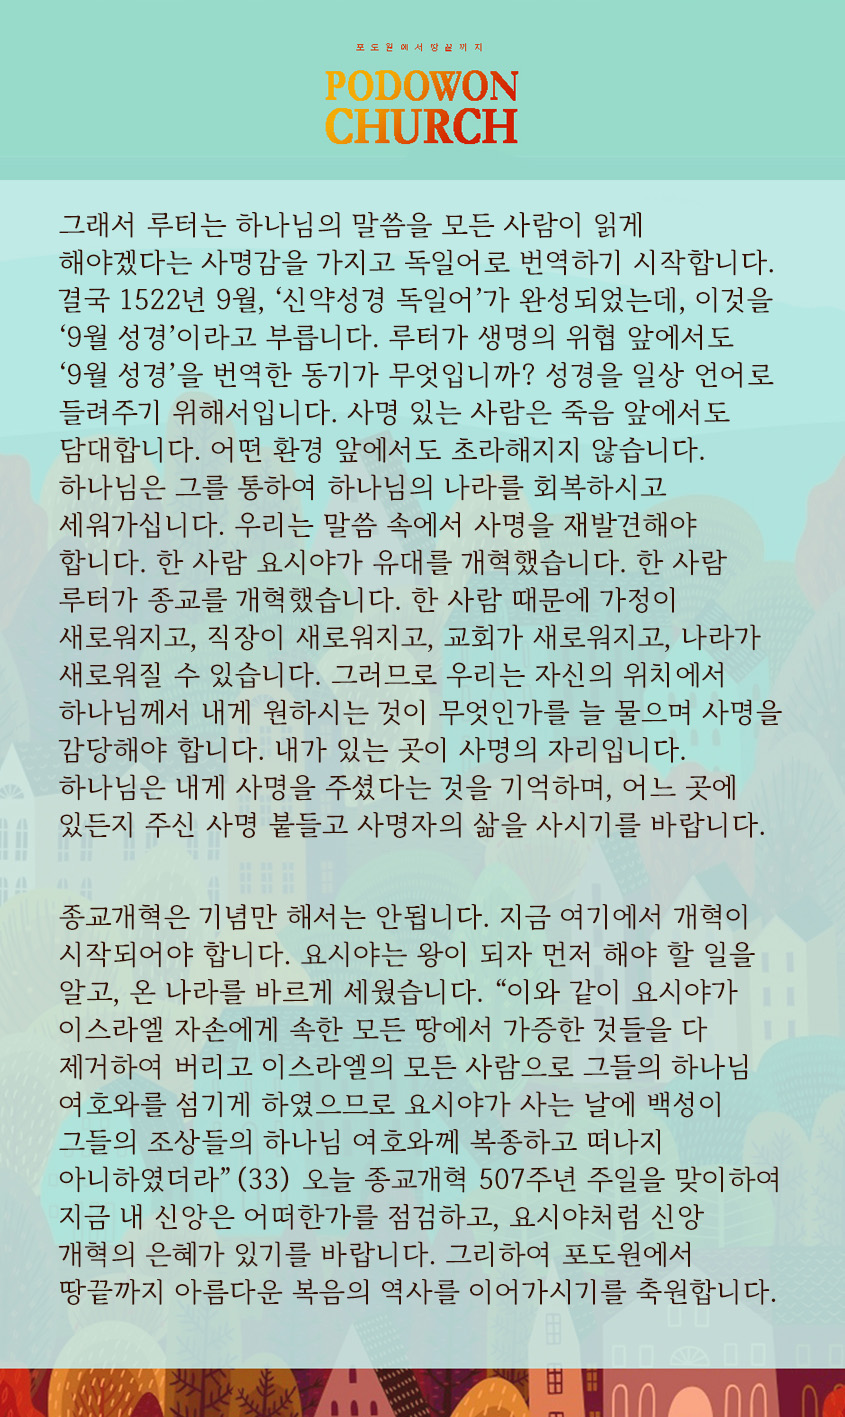 포도원에서땅끝까지
PODOWON
CHURCH
그래서 루터는 하나님의 말씀을 모든 사람이 읽게
해야겠다는 사명감을 가지고 독일어로 번역하기 시작합니다.
결국 1522년 9월, ‘신약성경 독일어’가 완성되었는데, 이것을
‘9월 성경’이라고 부릅니다. 루터가 생명의 위협 앞에서도
‘9월 성경’을 번역한 동기가 무엇입니까? 성경을 일상 언어로
들려주기 위해서입니다. 사명 있는 사람은 죽음 앞에서도
담대합니다. 어떤 환경 앞에서도 초라해지지 않습니다.
하나님은 그를 통하여 하나님의 나라를 회복하시고
세워가십니다. 우리는 말씀 속에서 사명을 재발견해야
합니다. 한 사람 요시야가 유대를 개혁했습니다. 한 사람
루터가 종교를 개혁했습니다. 한 사람 때문에 가정이
새로워지고, 직장이 새로워지고, 교회가 새로워지고, 나라가
새로워질 수 있습니다. 그러므로 우리는 자신의 위치에서
하나님께서 내게 원하시는 것이 무엇인가를 늘 물으며 사명을
감당해야 합니다. 내가 있는 곳이 사명의 자리입니다.
하나님은 내게 사명을 주셨다는 것을 기억하며, 어느 곳에
있든지 주신 사명 붙들고 사명자의 삶을 사시기를 바랍니다.
종교개혁은 기념만 해서는 안됩니다. 지금 여기에서 개혁이
시작되어야 합니다. 요시야는 왕이 되자 먼저 해야 할 일을
알고, 온 나라를 바르게 세웠습니다. “이와 같이 요시야가
이스라엘 자손에게 속한 모든 땅에서 가증한 것들을 다
제거하여 버리고 이스라엘의 모든 사람으로 그들의 하나님
여호와를 섬기게 하였으므로 요시야가 사는 날에 백성이
그들의 조상들의 하나님 여호와께 복종하고 떠나지
아니하였더라” (33) 오늘 종교개혁 507주년 주일을 맞이하여
지금 내 신앙은 어떠한가를 점검하고, 요시야처럼 신앙
개혁의 은혜가 있기를 바랍니다. 그리하여 포도원에서
땅끝까지 아름다운 복음의 역사를 이어가시기를 축원합니다.